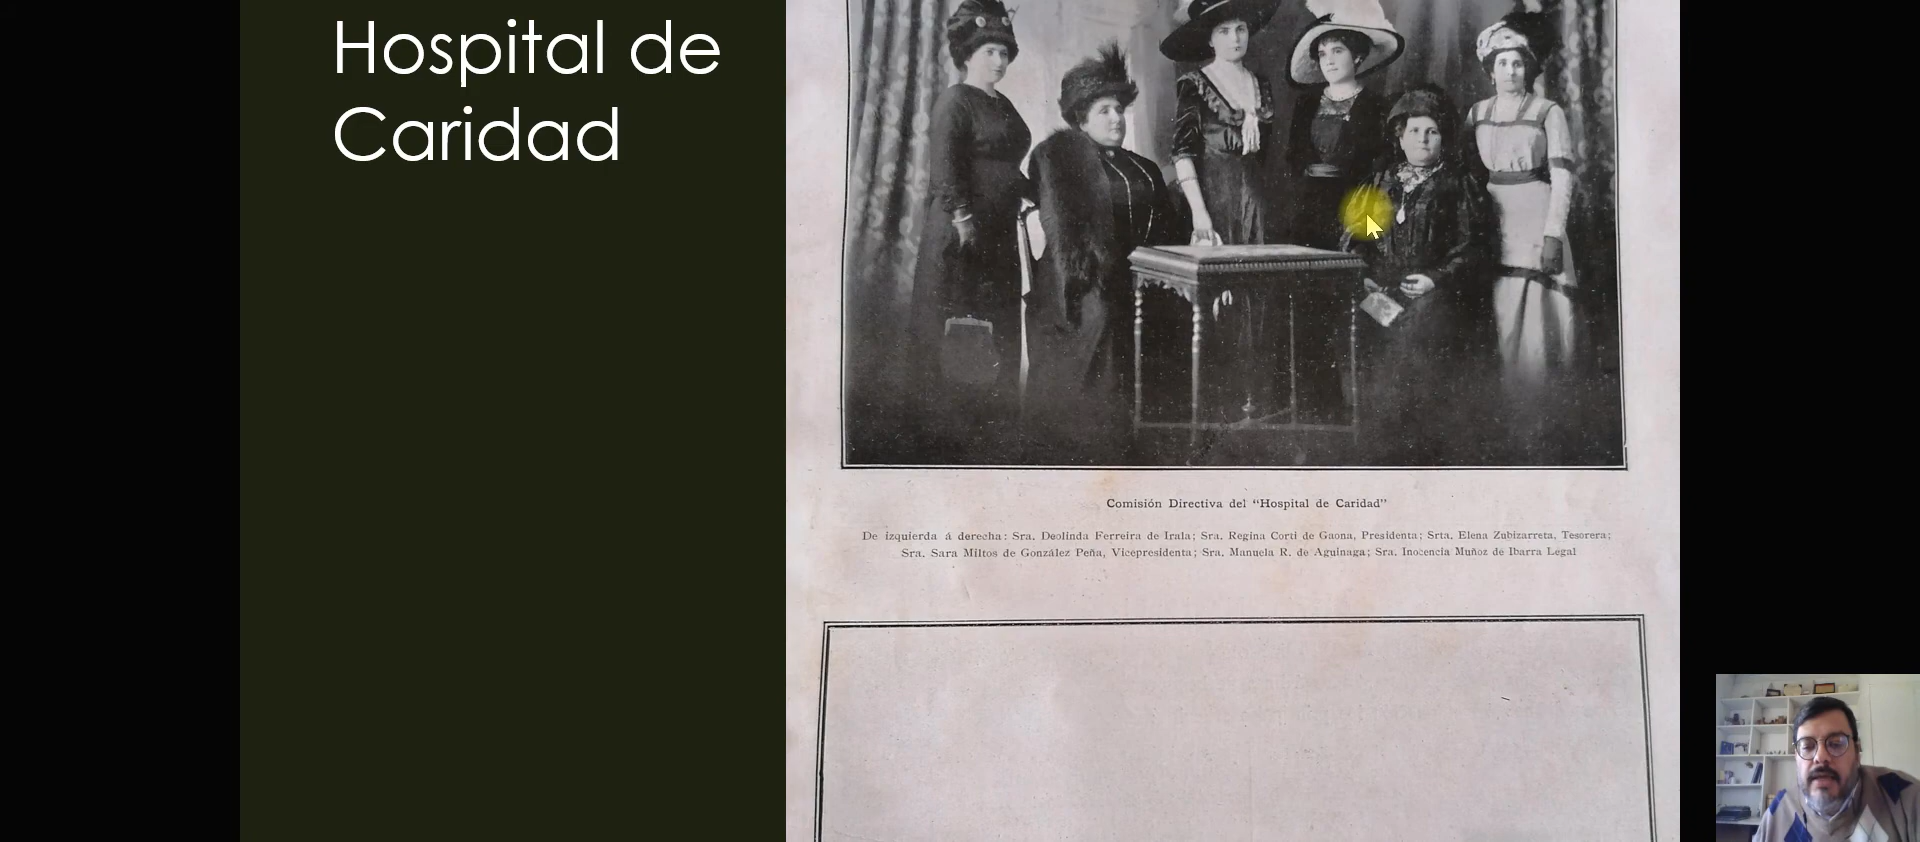 Hospital de
Caridad
Comisión Directiva del “Hospital de Caridad”
De izquierda á derecha: Sra. Deolinda Ferreira de Irala; Sra. Regina Corti de Gaona, Presidenta; Srta. Elena Zubizarreta, Tesorera;
Sra. Sara Miltos de González Peña, Vicepresidenta; Sra. Manuela R. de Aguinaga; Sra. Inocencia Muñoz de Ibarra Legal